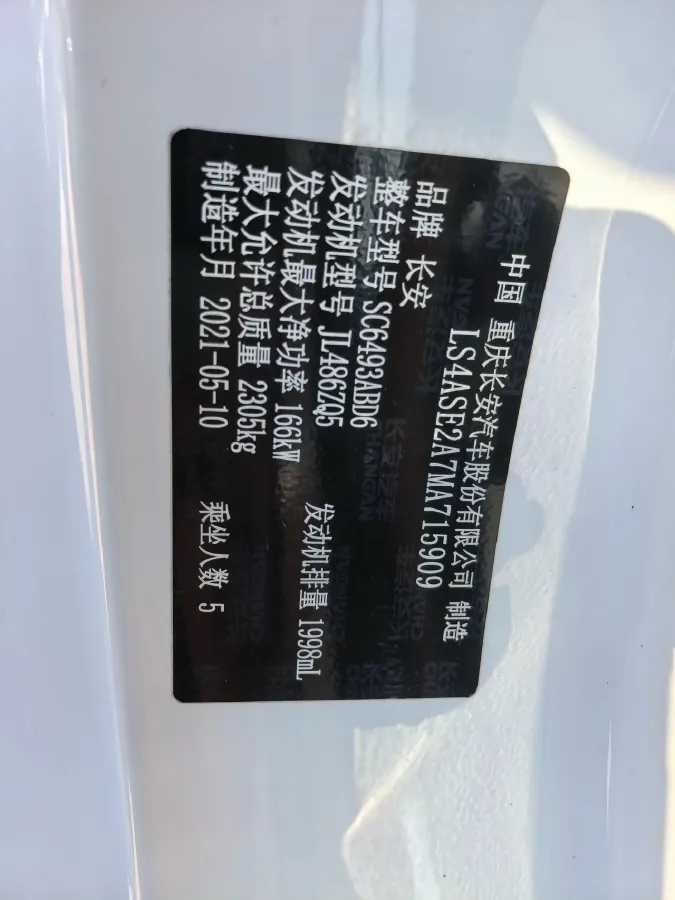 中国 重庆长安汽车股份有限公司 制造
LS4ASE2A7MA715909
品牌 长安
整车型号 SC6493ABD6
发动机型号 JL486ZQ5 发动机排量 1998mL
发动机最大净功率 166kW
最大允许总质量 2305kg
制造年月 2021-05-10 乘坐人数 5